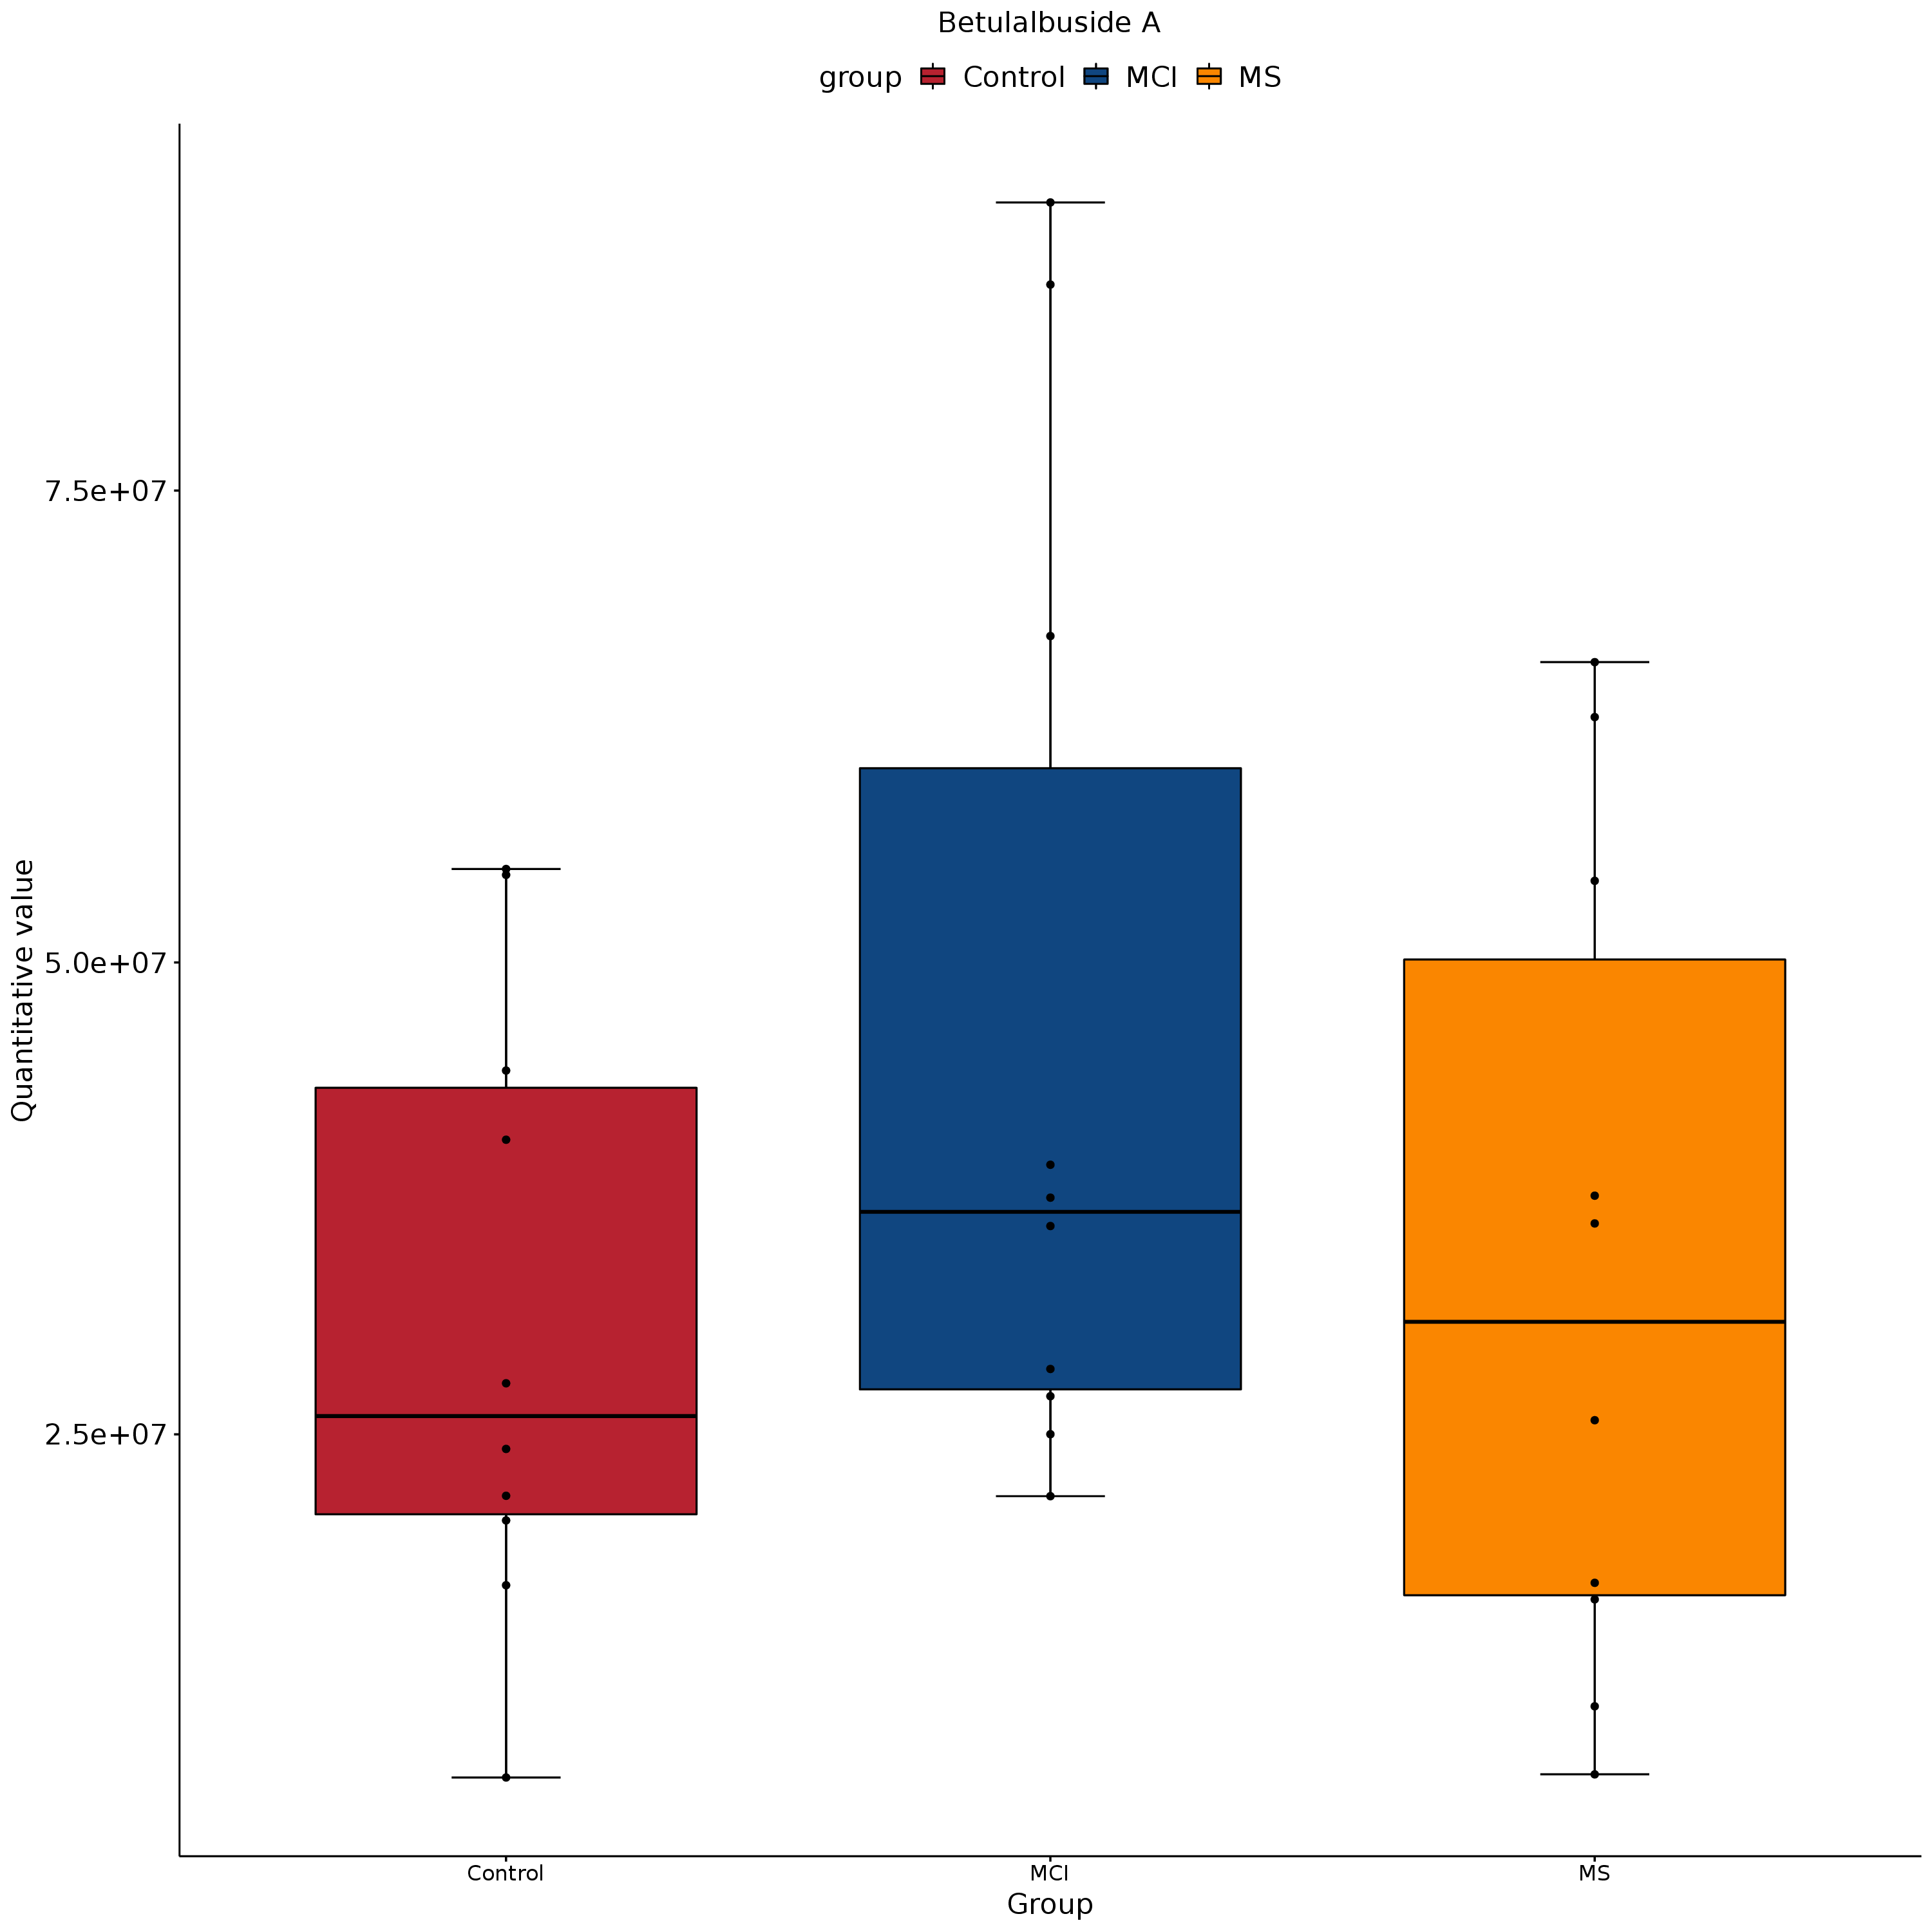 Betulalbuside A
group Control MCI MS
Quantitative value
7.5e+07
5.0e+07
2.5e+07
Control MCI MS
Group